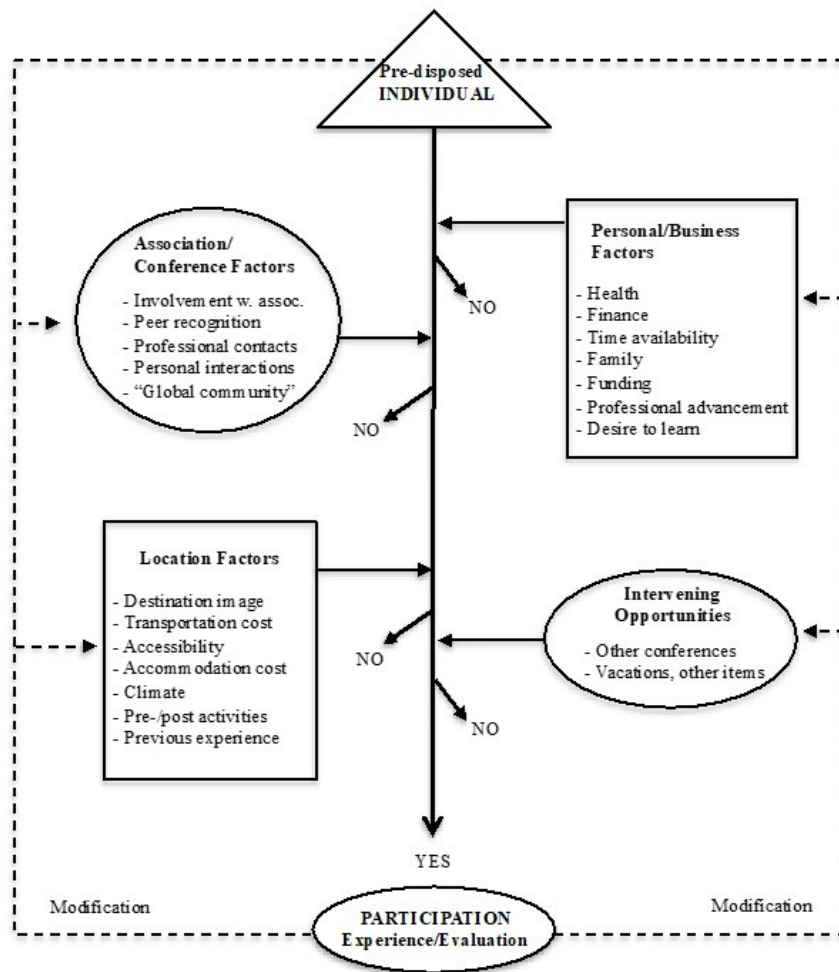 Pre-disposed
INDIVIDUAL
Personal/Business
Factors
- Health
- Finance
- Time availability
- Family
- Funding
- Professional advancement
- Desire to learn
NO
Association/
Conference Factors
- Involvement w. assoc.
- Peer recognition
- Professional contacts
- Personal interactions
- “Global community”
NO
Location Factors
- Destination image
- Transportation cost
- Accessibility
- Accommodation cost
- Climate
- Pre-/post activities
- Previous experience
NO
Intervening
Opportunities
- Other conferences
- Vacations, other items
NO
YES
Modification
PARTICIPATION
Experience/Evaluation
Modification